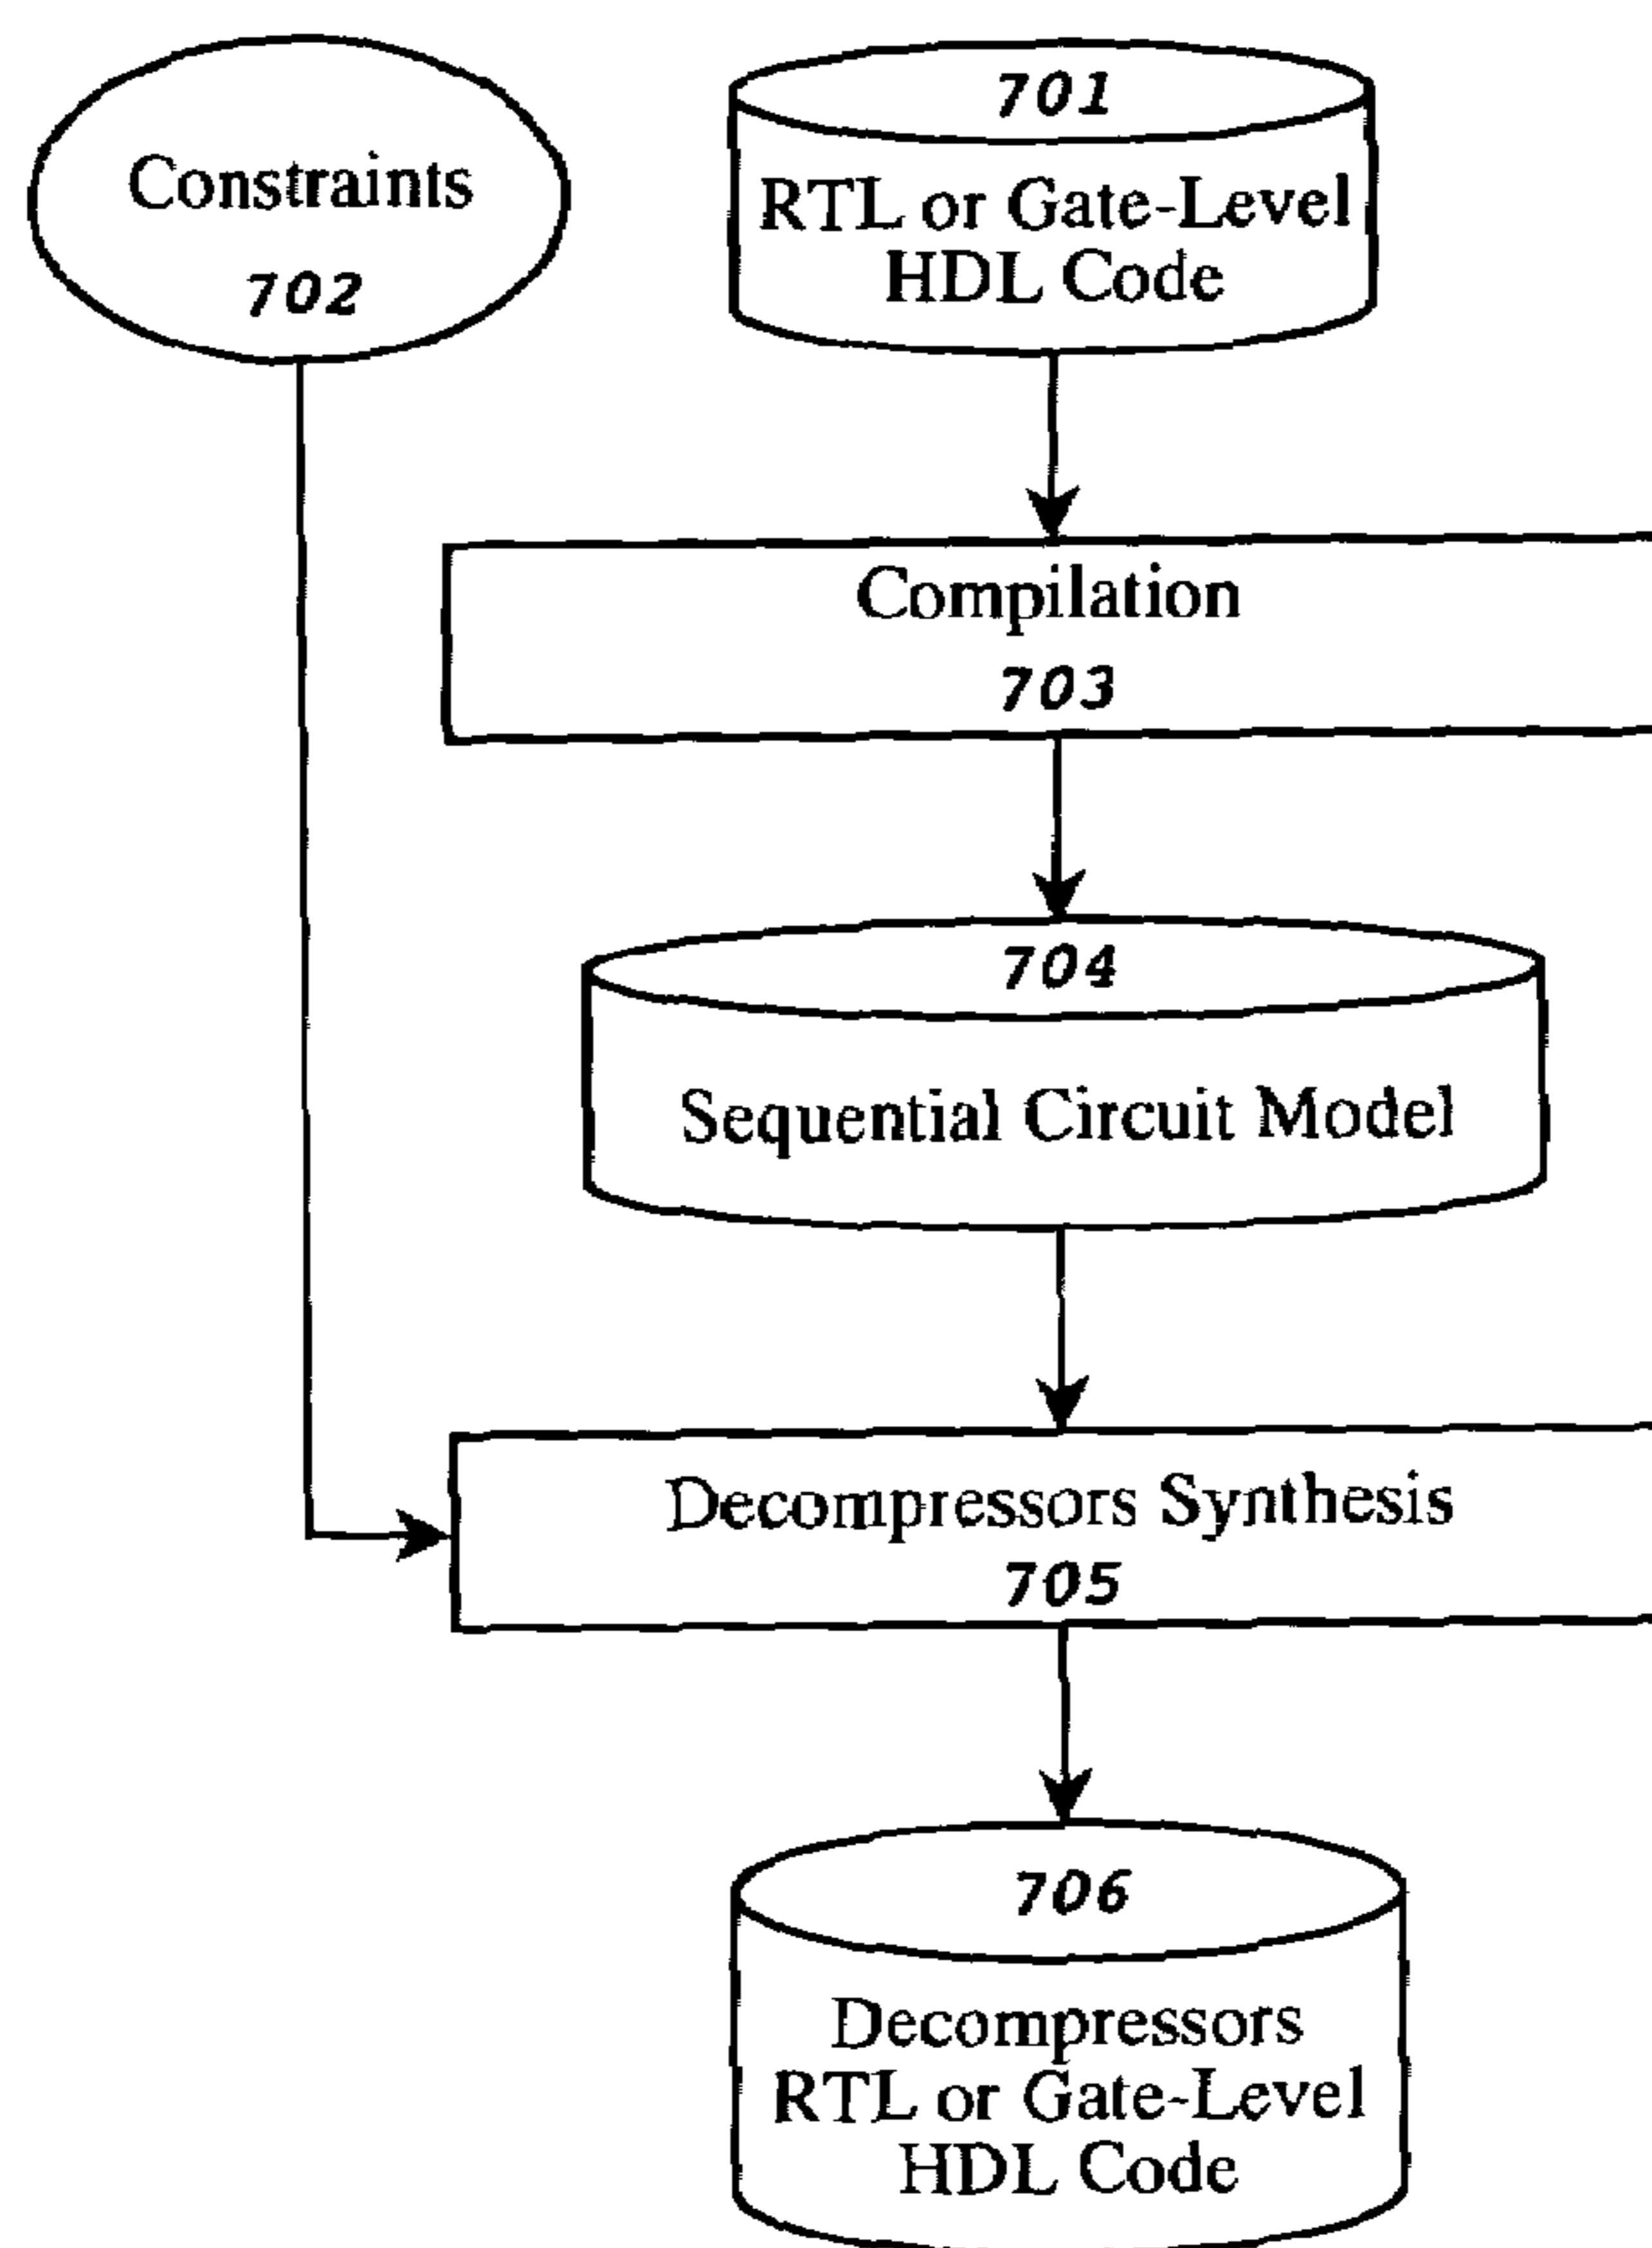 Constraints
702
701
RTL or Gate-Level
HDL Code
Compilation
703
704
Sequential Circuit Model
Decompressors Synthesis
705
706
Decompressors
RTL or Gate-Level
HDL Code